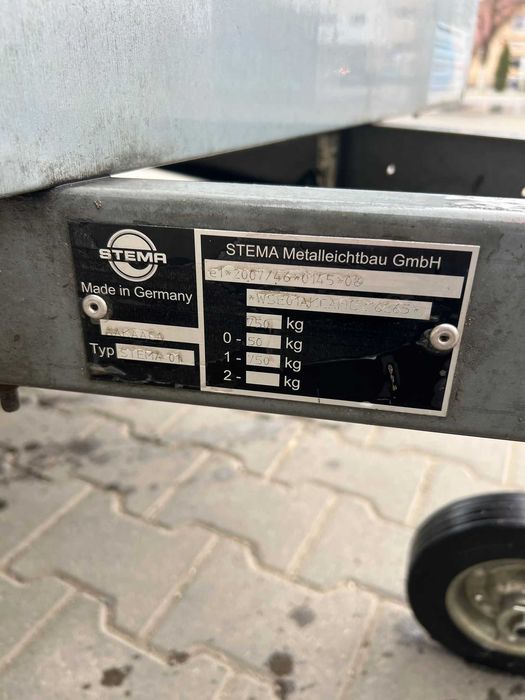 STEMA
Made in Germany
Typ STEMA 01
STEMA Metalleichtbau GmbH
e1*2007/46*0145*
750 kg
0 - 50 kg
1 - 750 kg
2 - kg